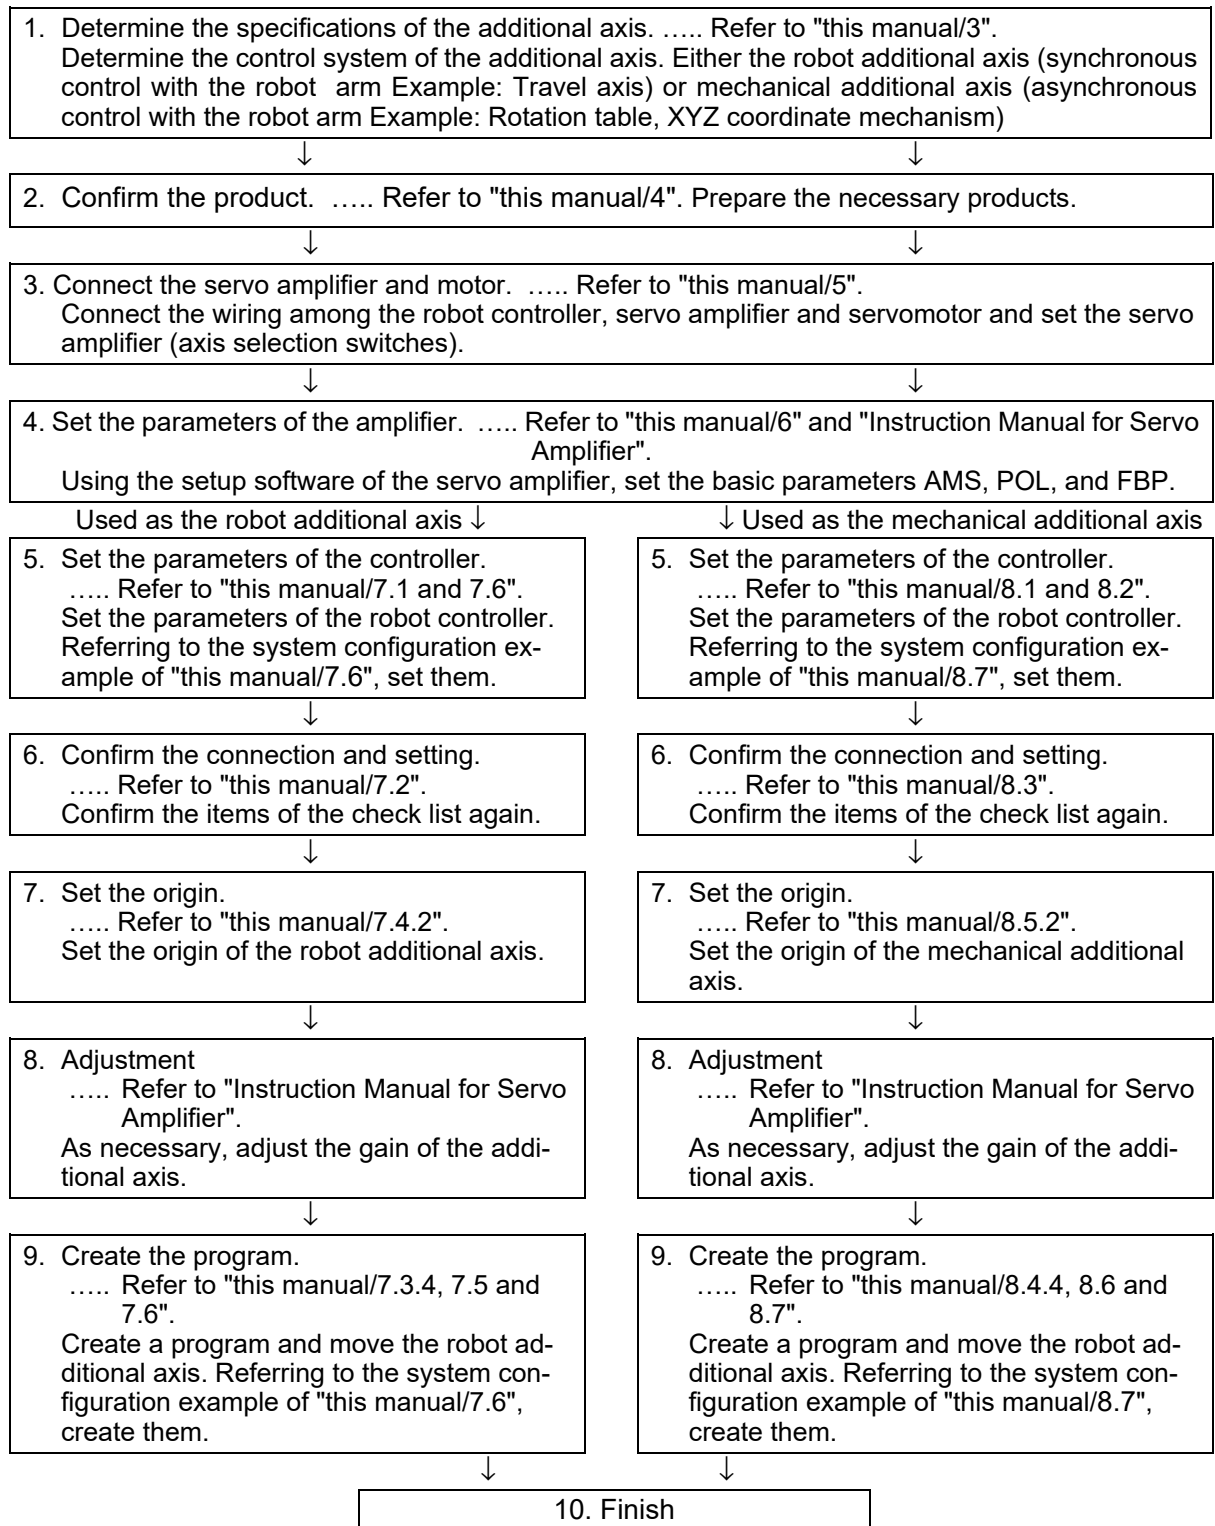 1. Determine the specifications of the additional axis. ….. Refer to "this manual/3".
Determine the control system of the additional axis. Either the robot additional axis (synchronous
control with the robot arm Example: Travel axis) or mechanical additional axis (asynchronous
control with the robot arm Example: Rotation table, XYZ coordinate mechanism)
↓ ↓
2. Confirm the product. ….. Refer to "this manual/4". Prepare the necessary products.
↓ ↓
3. Connect the servo amplifier and motor. ….. Refer to "this manual/5".
Connect the wiring among the robot controller, servo amplifier and servomotor and set the servo
amplifier (axis selection switches).
↓ ↓
4. Set the parameters of the amplifier. ….. Refer to "this manual/6" and "Instruction Manual for Servo
Amplifier".
Using the setup software of the servo amplifier, set the basic parameters AMS, POL, and FBP.
Used as the robot additional axis ↓
5. Set the parameters of the controller.
….. Refer to "this manual/7.1 and 7.6".
Set the parameters of the robot controller.
Referring to the system configuration ex-
ample of "this manual/7.6", set them.
↓
6. Confirm the connection and setting.
….. Refer to "this manual/7.2".
Confirm the items of the check list again.
↓
7. Set the origin.
….. Refer to "this manual/7.4.2".
Set the origin of the robot additional axis.
↓
8. Adjustment
….. Refer to "Instruction Manual for Servo
Amplifier".
As necessary, adjust the gain of the addi-
tional axis.
↓
9. Create the program.
….. Refer to "this manual/7.3.4, 7.5 and
7.6".
Create a program and move the robot ad-
ditional axis. Referring to the system con-
figuration example of "this manual/7.6",
create them.
↓
↓ Used as the mechanical additional axis
5. Set the parameters of the controller.
….. Refer to "this manual/8.1 and 8.2".
Set the parameters of the robot controller.
Referring to the system configuration ex-
ample of "this manual/8.7", set them.
↓
6. Confirm the connection and setting.
….. Refer to "this manual/8.3".
Confirm the items of the check list again.
↓
7. Set the origin.
….. Refer to "this manual/8.5.2".
Set the origin of the mechanical additional
axis.
↓
8. Adjustment
….. Refer to "Instruction Manual for Servo
Amplifier".
As necessary, adjust the gain of the addi-
tional axis.
↓
9. Create the program.
….. Refer to "this manual/8.4.4, 8.6 and
8.7".
Create a program and move the robot ad-
ditional axis. Referring to the system con-
figuration example of "this manual/8.7",
create them.
↓
10. Finish